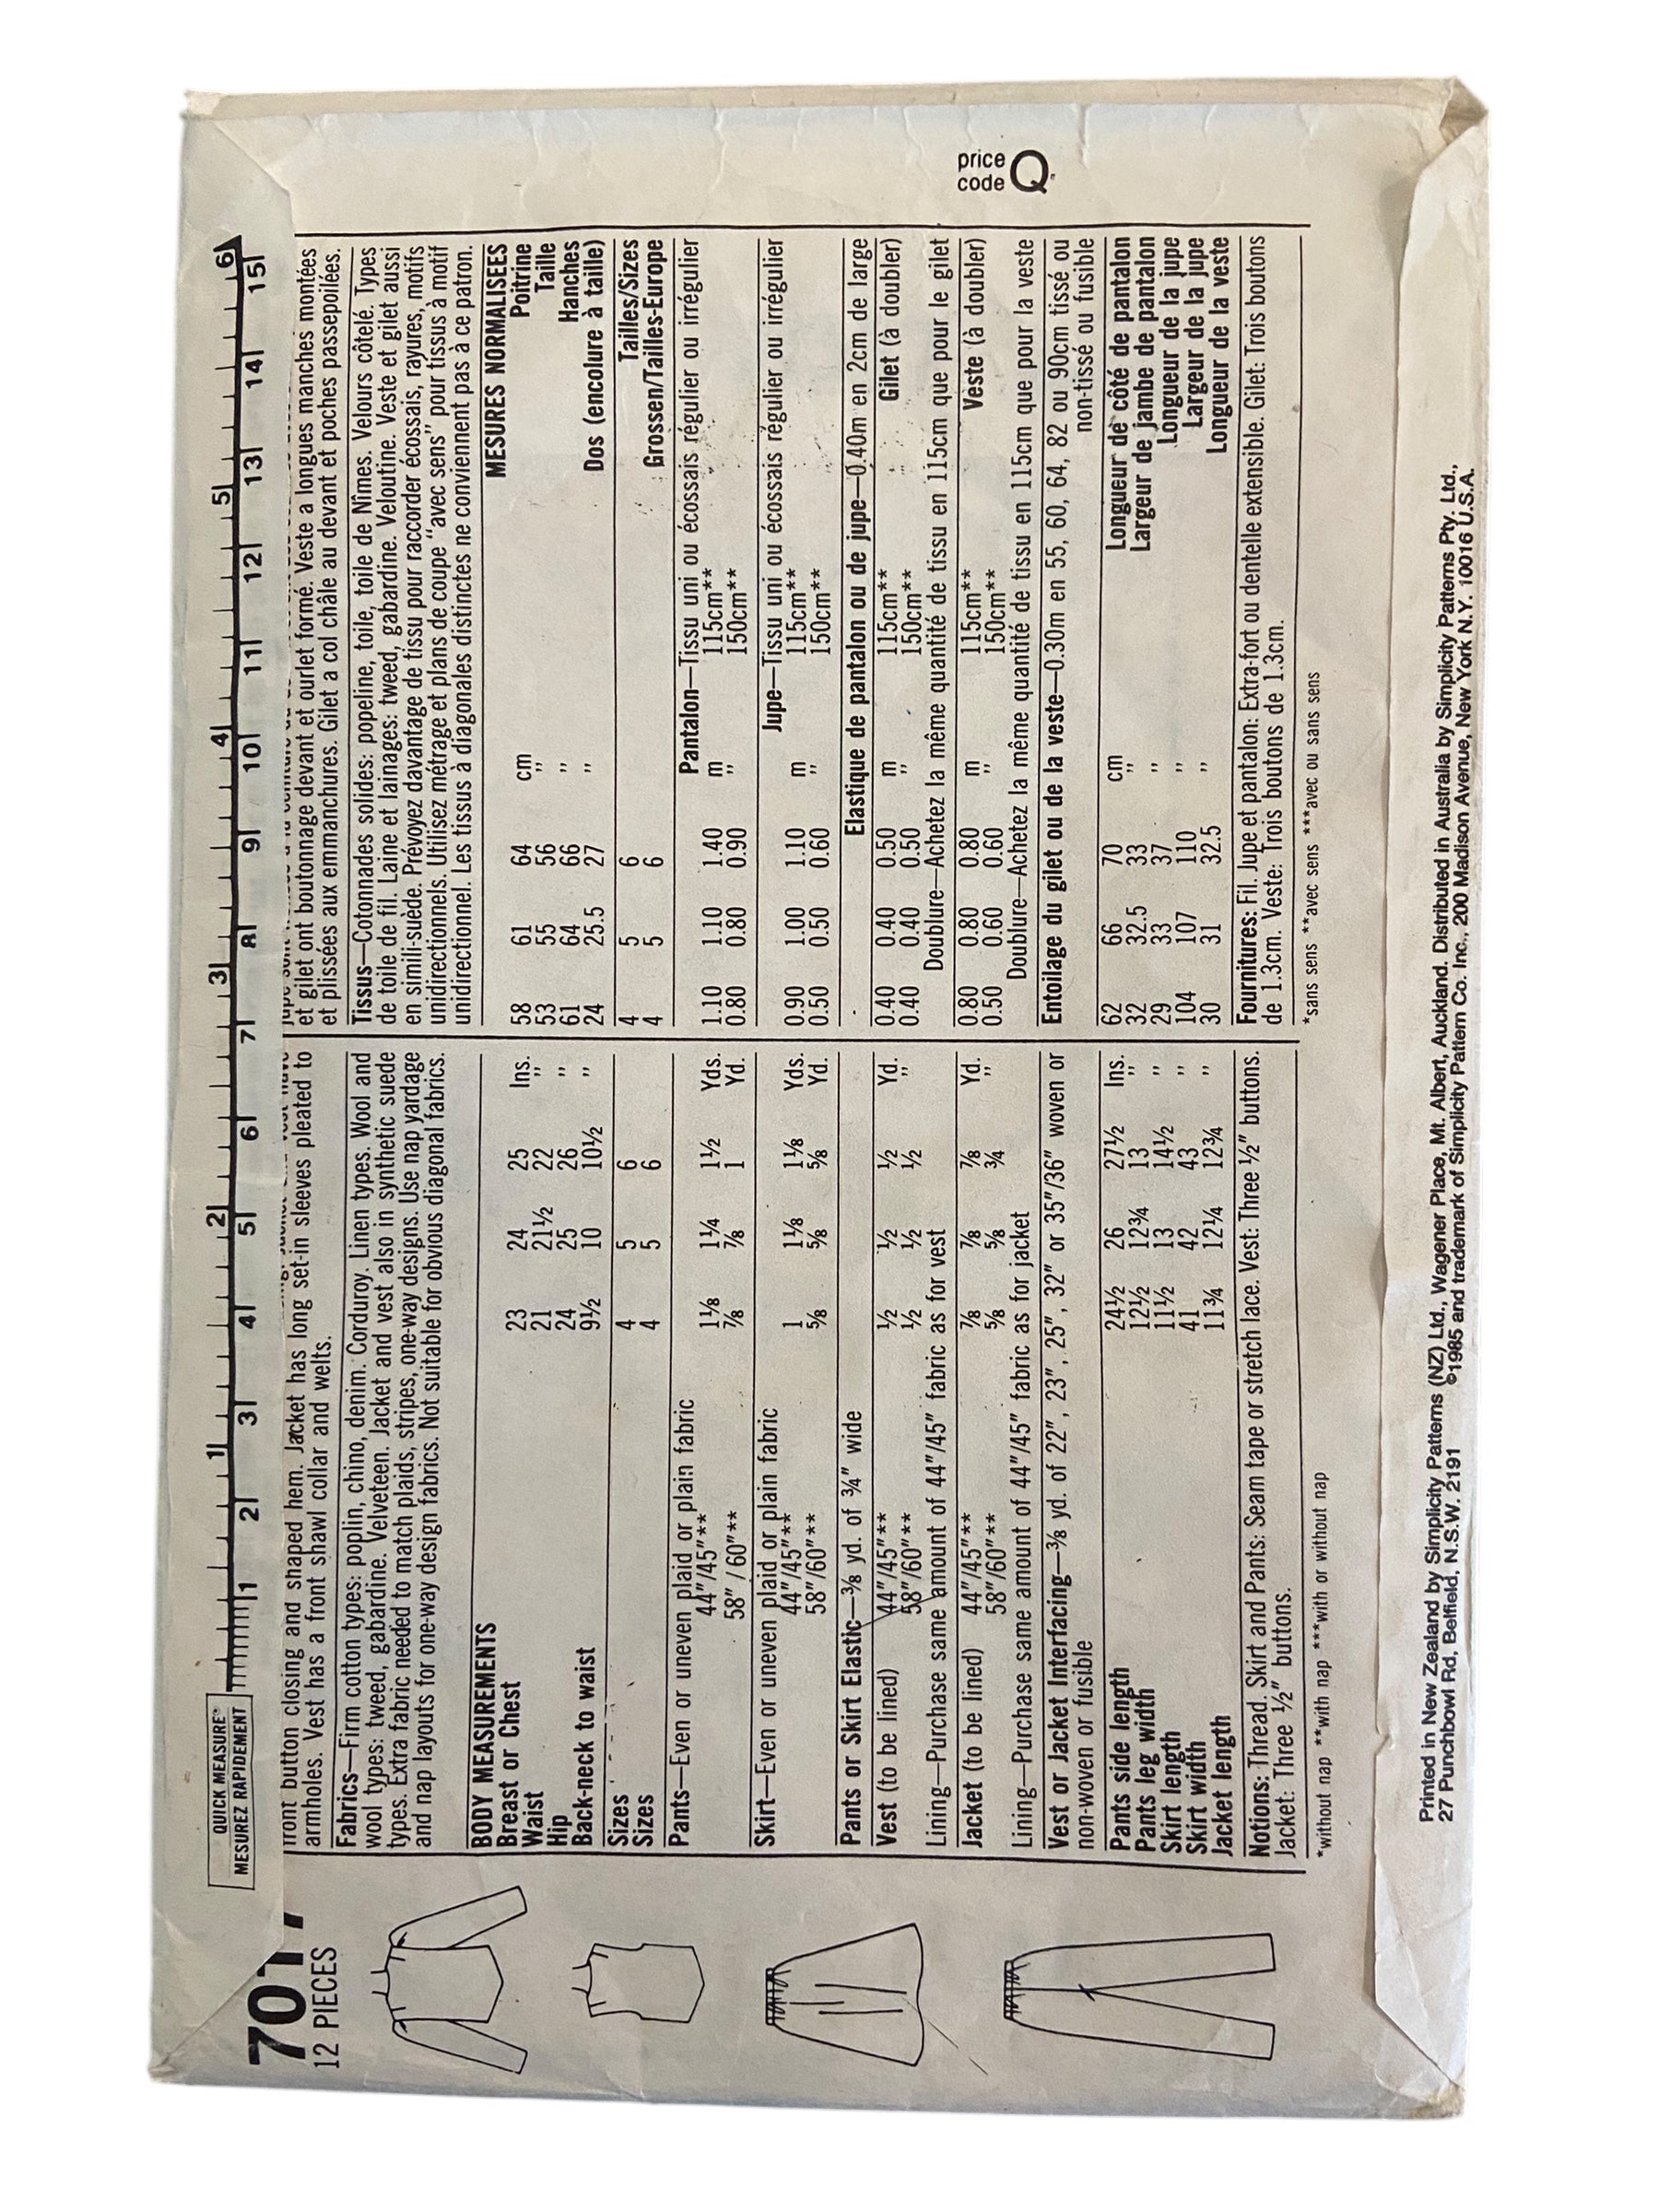 QUICK MEASURE®
MESUREZ RAPIDEMENT
1 2 3 4 5 6
1 2 3 4 5 6 7 8 9 10 11 12 13 14 15
12 PIECES
front button closing and shaped hem. Jacket has long set-in sleeves pleated to
armholes. Vest has a front shawl collar and welts.
Fabrics—Firm cotton types: poplin, chino, denim. Corduroy. Linen types. Wool and
wool types: tweed, gabardine. Velveteen. Jacket and vest also in synthetic suede
types. Extra fabric needed to match plaids, stripes, one-way designs. Use nap yardage
and nap layouts for one-way design fabrics. Not suitable for obvious diagonal fabrics.
BODY MEASUREMENTS
Breast or Chest 23 24 25 Ins.
Waist 21 21½ 22 ,,
Hip 24 25 26 ,,
Back-neck to waist 9½ 10 10½ ,,
Sizes 4 5 6
Sizes 4 5 6
Pants—Even or uneven plaid or plain fabric
44"/45"** 1⅛ 1¼ 1½ Yds.
58" / 60"** ⅞ ⅞ 1 Yd.
Skirt—Even or uneven plaid or plain fabric
44"/45"** 1 1⅛ 1⅛ Yds.
58"/60"** ⅝ ⅝ ⅝ Yd.
Pants or Skirt Elastic—⅜ yd. of ¾" wide
Vest (to be lined) 44"/45"** ½ ½ ½ Yd.
58"/60"** ½ ½ ½ ,,
Lining—Purchase same amount of 44"/45" fabric as for vest
Jacket (to be lined) 44"/45"** ⅞ ⅞ ⅞ Yd.
58"/60"** ⅝ ⅝ ¾ ,,
Lining—Purchase same amount of 44"/45" fabric as for jacket
Vest or Jacket Interfacing—⅜ yd. of 22", 23", 25", 32" or 35"/36" woven or
non-woven or fusible
Pants side length 24½ 26 27½ Ins.
Pants leg width 12½ 12¾ 13 ,,
Skirt length 11½ 13 14½ ,,
Skirt width 41 42 43 ,,
Jacket length 11¾ 12¼ 12¾ ,,
Notions: Thread. Skirt and Pants: Seam tape or stretch lace. Vest: Three ½" buttons.
Jacket: Three ½" buttons.
*without nap **with nap ***with or without nap
et gilet ont boutonnage devant et ourlet formé. Veste a longues manches montées
et plissées aux emmanchures. Gilet a col châle au devant et poches passepoilées.
Tissus—Cotonnades solides: popeline, toile, toile de Nîmes. Velours côtelé. Types
de toile de fil. Laine et lainages: tweed, gabardine. Veloutine. Veste et gilet aussi
en simili-suède. Prévoyez davantage de tissu pour raccorder écossais, rayures, motifs
unidirectionnels. Utilisez métrage et plans de coupe "avec sens" pour tissus à motif
unidirectionnel. Les tissus à diagonales distinctes ne conviennent pas à ce patron.
MESURES NORMALISEES
58 61 64 cm Poitrine
53 55 56 ,, Taille
61 64 66 ,, Hanches
24 25.5 27 ,, Dos (encolure à taille)
4 5 6 Tailles/Sizes
4 5 6 Grossen/Tailles-Europe
Pantalon—Tissu uni ou écossais régulier ou irrégulier
1.10 1.10 1.40 m 115cm**
0.80 0.80 0.90 ,, 150cm**
Jupe—Tissu uni ou écossais régulier ou irrégulier
0.90 1.00 1.10 m 115cm**
0.50 0.50 0.60 ,, 150cm**
Elastique de pantalon ou de jupe—0.40m en 2cm de large
0.40 0.40 0.50 m 115cm** Gilet (à doubler)
0.40 0.40 0.50 ,, 150cm**
Doublure—Achetez la même quantité de tissu en 115cm que pour le gilet
0.80 0.80 0.80 m 115cm** Veste (à doubler)
0.50 0.60 0.60 ,, 150cm**
Doublure—Achetez la même quantité de tissu en 115cm que pour la veste
Entoilage du gilet ou de la veste—0.30m en 55, 60, 64, 82 ou 90cm tissé ou
non-tissé ou fusible
62 66 70 cm Longueur de côté de pantalon
32 32.5 33 ,, Largeur de jambe de pantalon
29 33 37 ,, Longueur de la jupe
104 107 110 ,, Largeur de la jupe
30 31 32.5 ,, Longueur de la veste
Fournitures: Fil. Jupe et pantalon: Extra-fort ou dentelle extensible. Gilet: Trois boutons
de 1.3cm. Veste: Trois boutons de 1.3cm.
*sans sens **avec sens ***avec ou sans sens
price
code Q
Printed in New Zealand by Simplicity Patterns (NZ) Ltd., Wagener Place, Mt. Albert, Auckland. Distributed in Australia by Simplicity Patterns Pty. Ltd.,
27 Punchbowl Rd, Belfield, N.S.W. 2191 ©1985 and trademark of Simplicity Pattern Co. Inc., 200 Madison Avenue, New York N.Y. 10016 U.S.A.